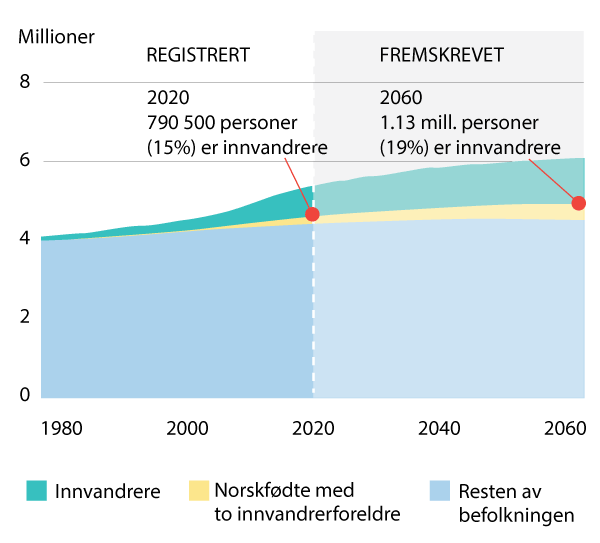 Millioner
REGISTRERT
FREMSKREVET
8
2020
790 500 personer
(15%) er innvandrere
2060
1.13 mill. personer
(19%) er innvandrere
6
4
2
0
1980 2000 2020 2040 2060
Innvandrere
Norskfødte med
to innvandrerforeldre
Resten av
befolkningen